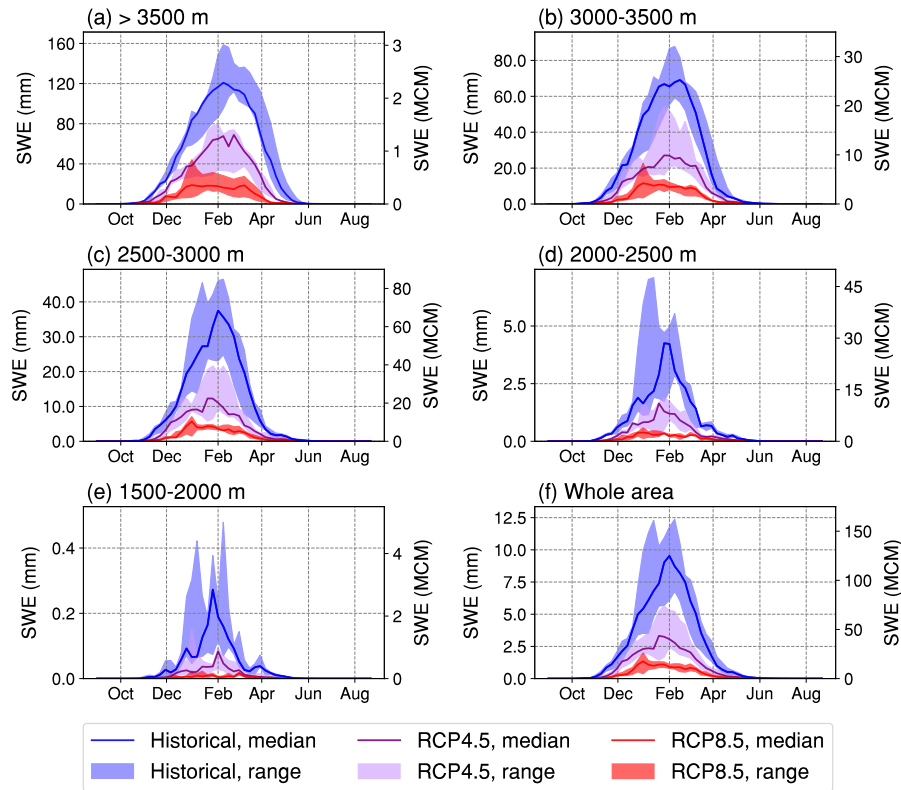 (a) > 3500 m
(b) 3000-3500 m
160
120
80
40
0
SWE (mm)
3
2
1
0
SWE (MCM)
Oct Dec Feb Apr Jun Aug
80.0
60.0
40.0
20.0
0.0
SWE (mm)
30
20
10
0
SWE (MCM)
Oct Dec Feb Apr Jun Aug
(c) 2500-3000 m
(d) 2000-2500 m
40.0
30.0
20.0
10.0
0.0
SWE (mm)
80
60
40
20
0
SWE (MCM)
Oct Dec Feb Apr Jun Aug
5.0
2.5
0.0
SWE (mm)
45
30
15
0
SWE (MCM)
Oct Dec Feb Apr Jun Aug
(e) 1500-2000 m
(f) Whole area
0.4
0.2
0.0
SWE (mm)
4
2
0
SWE (MCM)
Oct Dec Feb Apr Jun Aug
12.5
10.0
7.5
5.0
2.5
0.0
SWE (mm)
150
100
50
0
SWE (MCM)
Oct Dec Feb Apr Jun Aug
Historical, median RCP4.5, median RCP8.5, median
Historical, range RCP4.5, range RCP8.5, range